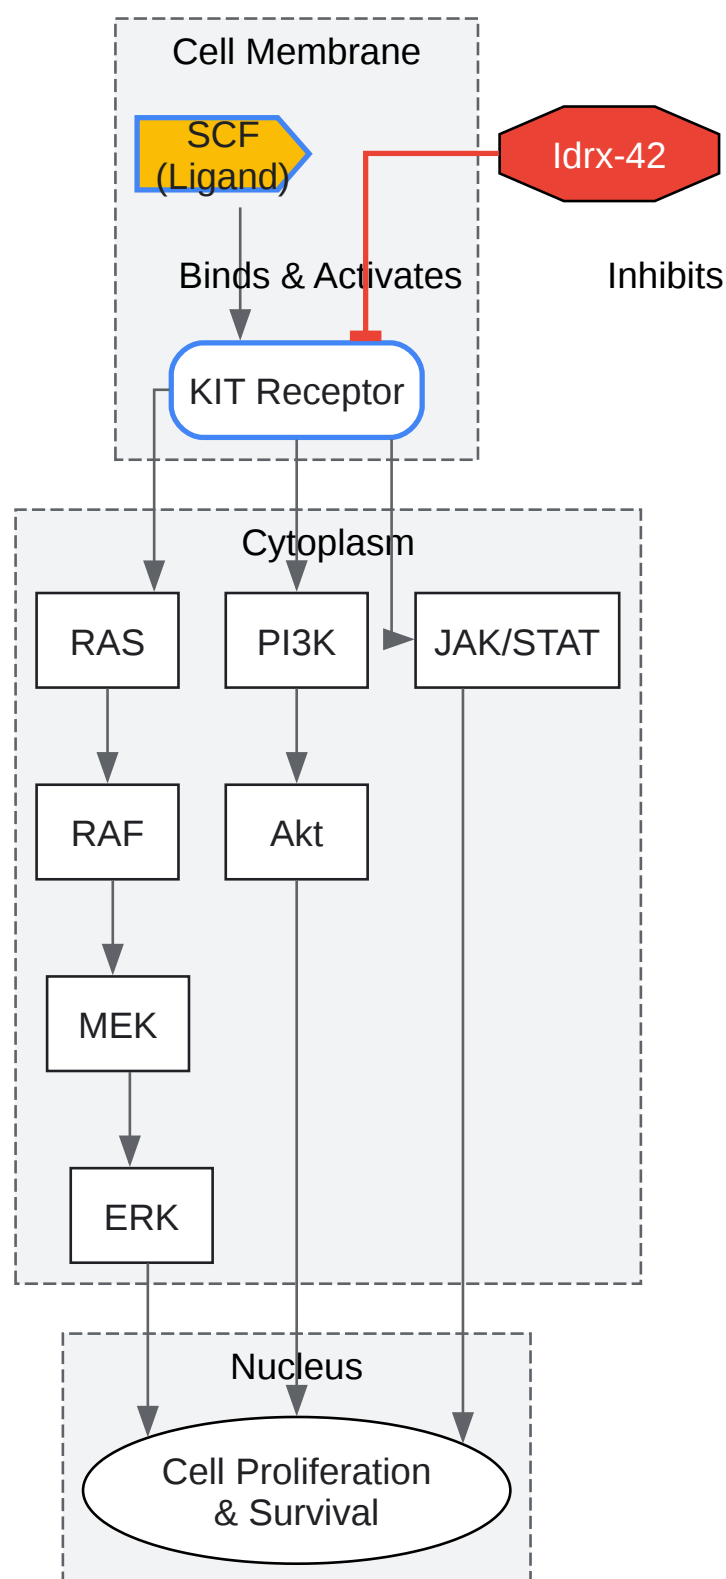 Cell Membrane
SCF
(Ligand)
Idrx-42
Binds & Activates
Inhibits
KIT Receptor
Cytoplasm
RAS
PI3K
JAK/STAT
RAF
Akt
MEK
ERK
Nucleus
Cell Proliferation
& Survival